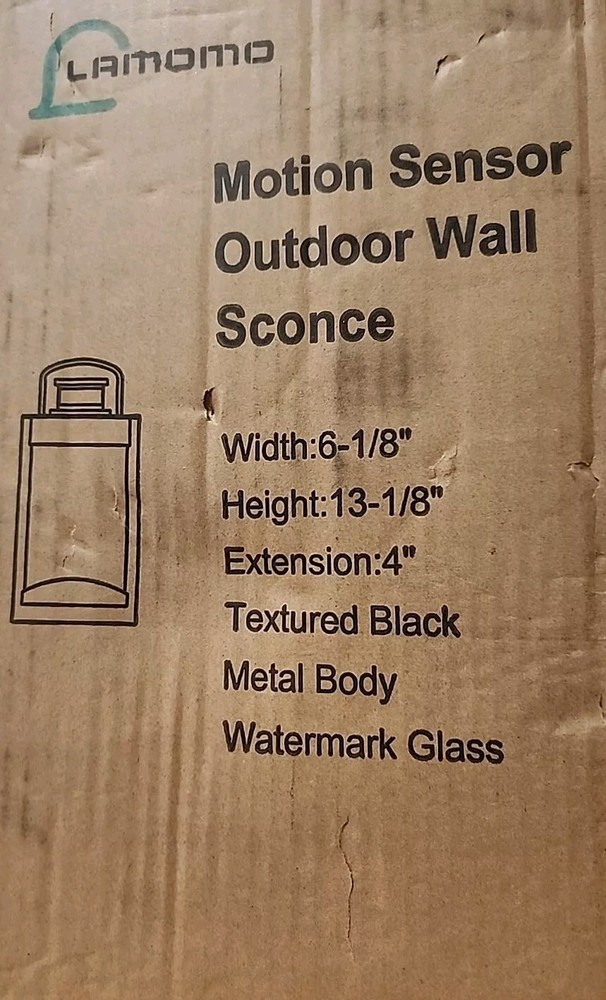 LAMOMO
Motion Sensor
Outdoor Wall
Sconce
Width:6-1/8"
Height:13-1/8"
Extension:4"
Textured Black
Metal Body
Watermark Glass